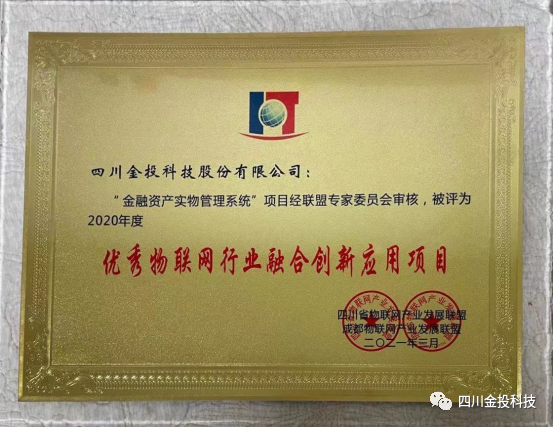 四川金投科技股份有限公司：
“金融资产实物管理系统”项目经联盟专家委员会审核，被评为
2020年度
优秀物联网行业融合创新应用项目
四川省物联网产业发展联盟
成都物联网产业发展联盟
二〇二一年三月
四川金投科技